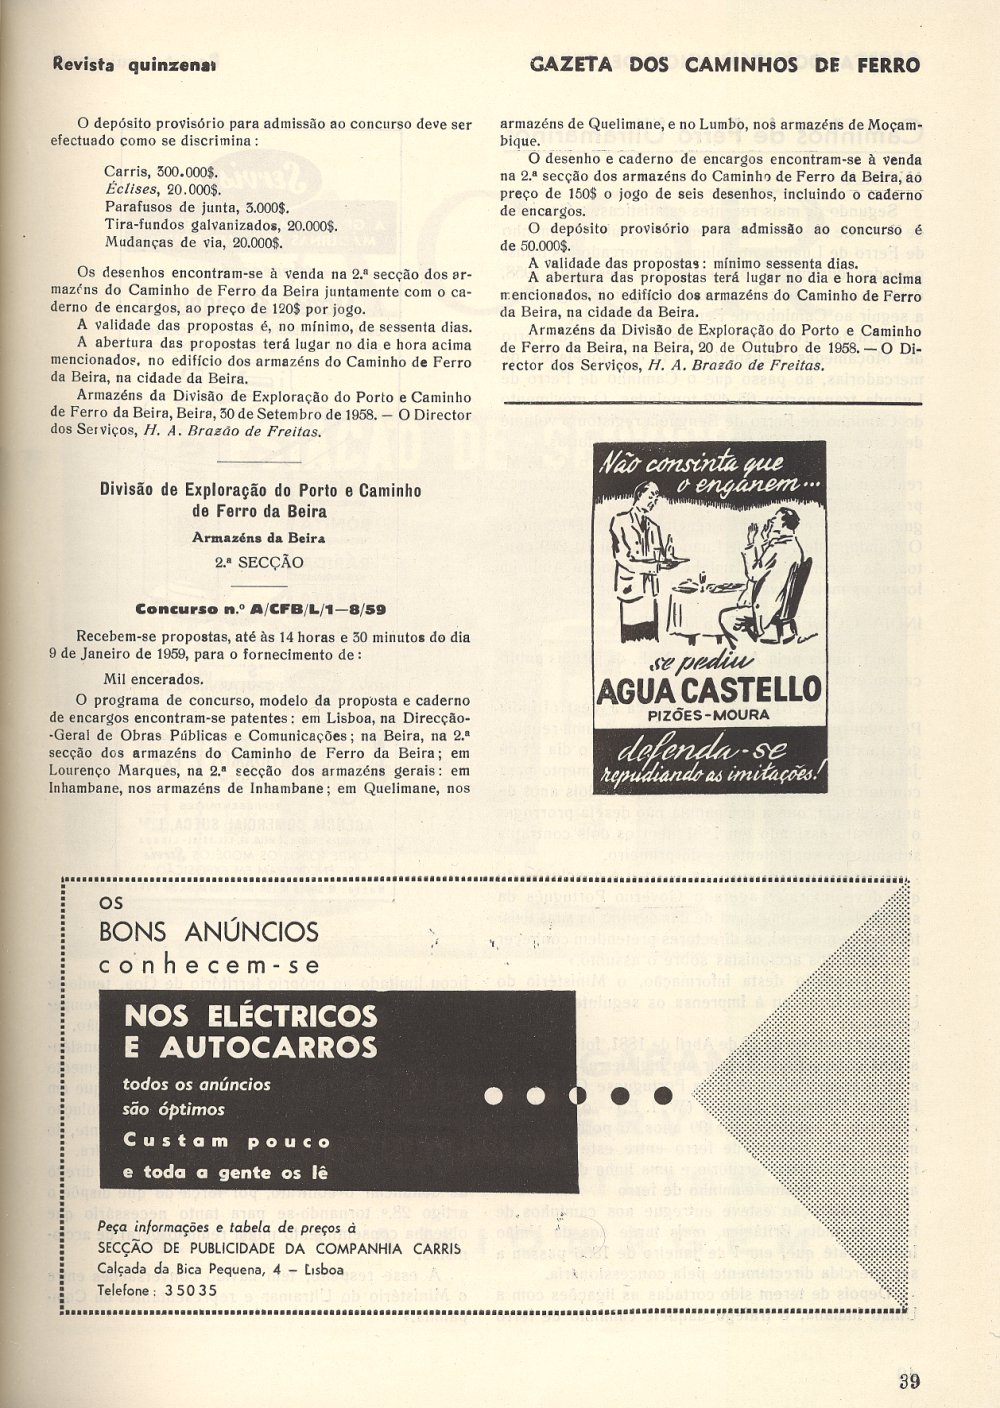 Revista quinzenal
GAZETA DOS CAMINHOS DE FERRO
O depósito provisório para admissão ao concurso deve ser
efectuado como se discrimina :
Carris, 300.000$.
Éclises, 20.000$.
Parafusos de junta, 3.000$.
Tira-fundos galvanizados, 20.000$.
Mudanças de via, 20.000$.
Os desenhos encontram-se à venda na 2.ª secção dos ar-
mazéns do Caminho de Ferro da Beira juntamente com o ca-
derno de encargos, ao preço de 120$ por jogo.
A validade das propostas é, no mínimo, de sessenta dias.
A abertura das propostas terá lugar no dia e hora acima
mencionados, no edifício dos armazéns do Caminho de Ferro
da Beira, na cidade da Beira.
Armazéns da Divisão de Exploração do Porto e Caminho
de Ferro da Beira, Beira, 30 de Setembro de 1958. — O Director
dos Serviços, H. A. Brazão de Freitas.
Divisão de Exploração do Porto e Caminho
de Ferro da Beira
Armazéns da Beira
2.ª SECÇÃO
Concurso n.º A/CFB/L/1—8/59
Recebem-se propostas, até às 14 horas e 30 minutos do dia
9 de Janeiro de 1959, para o fornecimento de :
Mil encerados.
O programa de concurso, modelo da proposta e caderno
de encargos encontram-se patentes : em Lisboa, na Direcção-
-Geral de Obras Públicas e Comunicações ; na Beira, na 2.ª
secção dos armazéns do Caminho de Ferro da Beira ; em
Lourenço Marques, na 2.ª secção dos armazéns gerais : em
Inhambane, nos armazéns de Inhambane ; em Quelimane, nos
armazéns de Quelimane, e no Lumbo, nos armazéns de Moçam-
bique.
O desenho e caderno de encargos encontram-se à venda
na 2.ª secção dos armazéns do Caminho de Ferro da Beira, ao
preço de 150$ o jogo de seis desenhos, incluindo o caderno
de encargos.
O depósito provisório para admissão ao concurso é
de 50.000$.
A validade das propostas : mínimo sessenta dias.
A abertura das propostas terá lugar no dia e hora acima
mencionados, no edifício dos armazéns do Caminho de Ferro
da Beira, na cidade da Beira.
Armazéns da Divisão de Exploração do Porto e Caminho
de Ferro da Beira, na Beira, 20 de Outubro de 1958. — O Di-
rector dos Serviços, H. A. Brazão de Freitas.
Não consinta que
o enganem...
se pediu
AGUA CASTELLO
PIZÕES-MOURA
defenda-se
repudiando as imitações!
OS
BONS ANÚNCIOS
conhecem-se
NOS ELÉCTRICOS
E AUTOCARROS
todos os anúncios
são óptimos
Custam pouco
e toda a gente os lê
Peça informações e tabela de preços à
SECÇÃO DE PUBLICIDADE DA COMPANHIA CARRIS
Calçada da Bica Pequena, 4 — Lisboa
Telefone : 35035
39